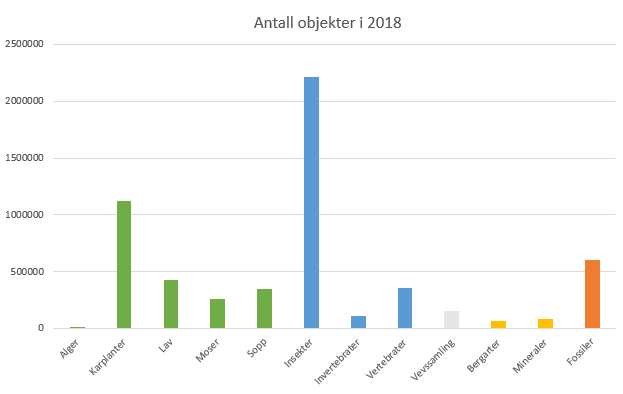 Antall objekter i 2018
2500000
2000000
1500000
1000000
500000
0
Alger
Karplanter
Lav
Moser
Sopp
Insekter
Invertebrater
Vertebrater
Vevssamling
Bergarter
Mineraler
Fossiler